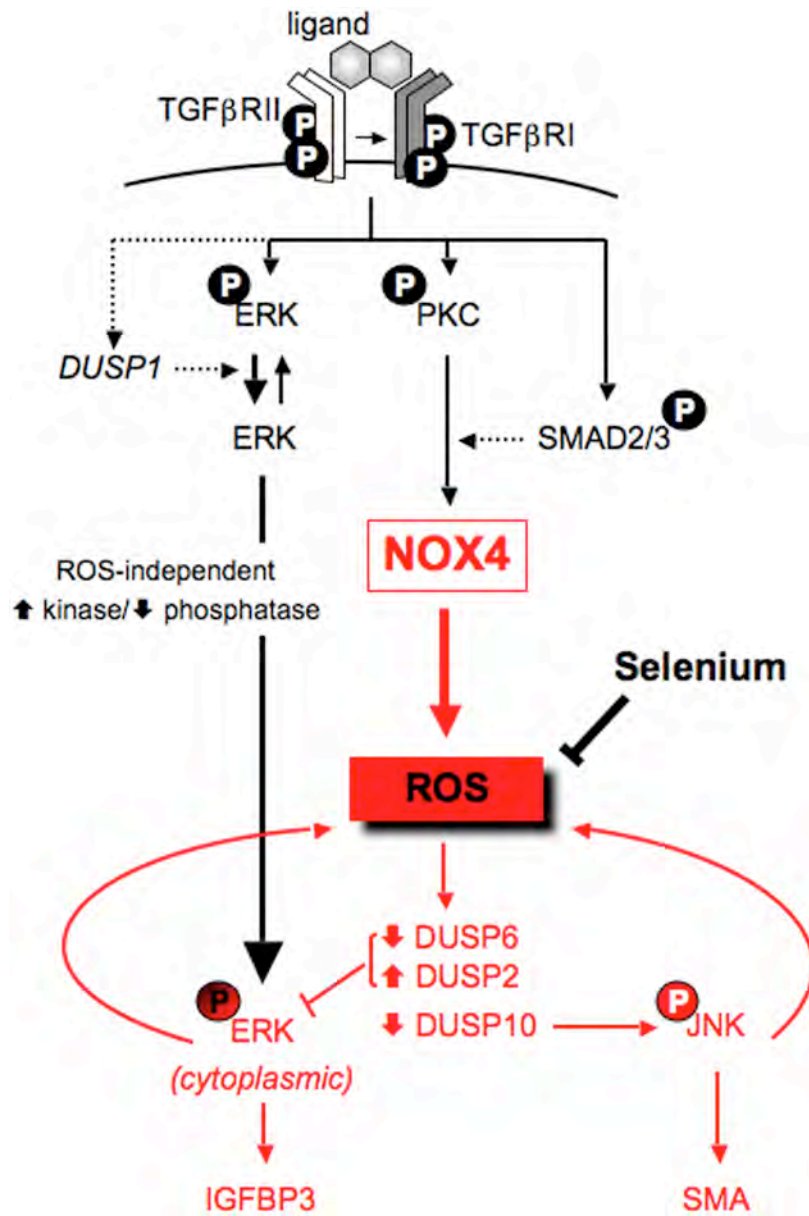 ligand
TGFβRII
P
P
P
P
TGFβRI
P
ERK
P
PKC
DUSP1
ERK
SMAD2/3
P
NOX4
ROS-independent
🡅 kinase/🡇 phosphatase
Selenium
ROS
🡇 DUSP6
🡅 DUSP2
🡇 DUSP10
P
ERK
(cytoplasmic)
P
JNK
IGFBP3
SMA